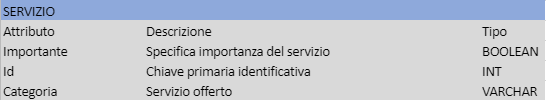 SERVIZIO
Attributo Descrizione Tipo
Importante Specifica importanza del servizio BOOLEAN
Id Chiave primaria identificativa INT
Categoria Servizio offerto VARCHAR